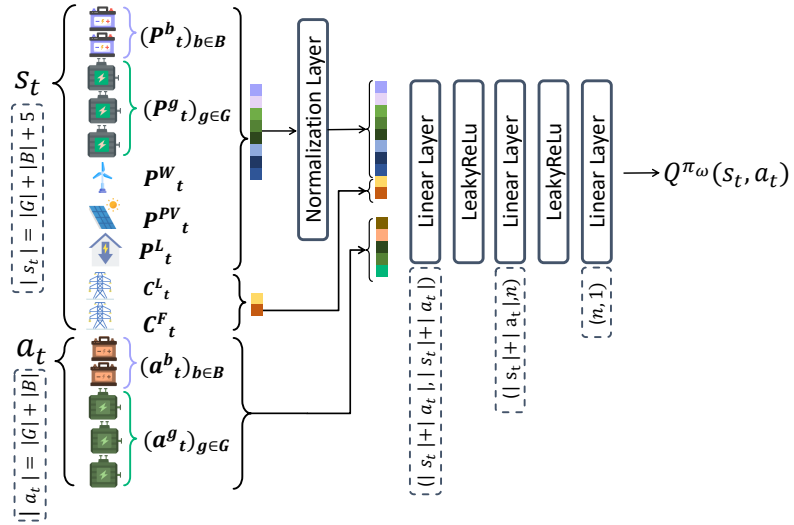 s_t
| s_t | = |G| + |B| + 5
(P^b_t)_{b∈B}
(P^g_t)_{g∈G}
P^W_t
P^PV_t
P^L_t
C^L_t
C^F_t
a_t
|| a_t | = |G| + |B|
(a^b_t)_{b∈B}
(a^g_t)_{g∈G}
Normalization Layer
Linear Layer
LeakyReLu
Linear Layer
LeakyReLu
Linear Layer
(| s_t | + | a_t |, | s_t | + | a_t |)
(| s_t | + | a_t |,n)
(n, 1)
Q^{π_ω}(s_t, a_t)